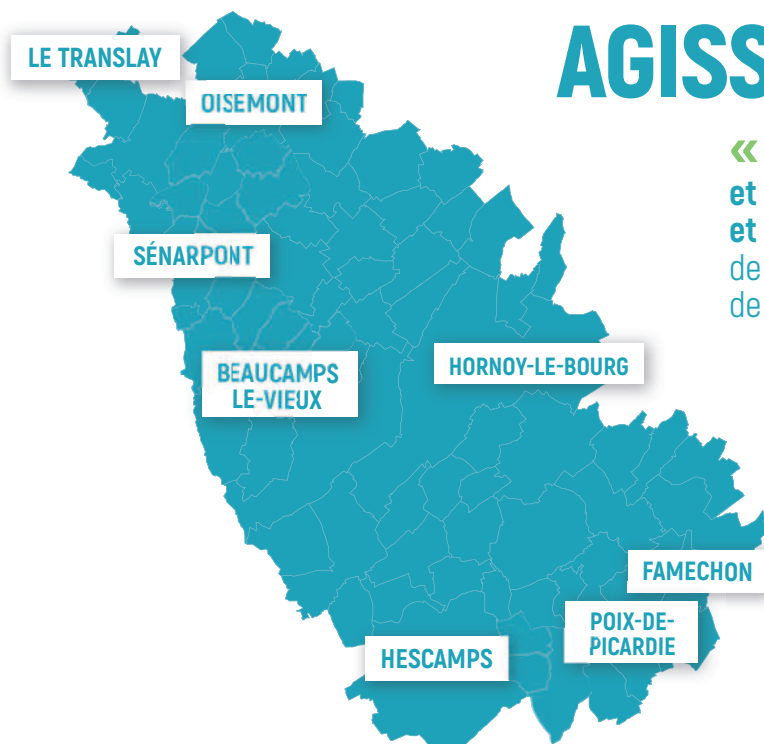 AGISS
LE TRANSLAY
OISEMONT
«
et
et
de
de
SÉNARPONT
BEAUCAMPS
LE-VIEUX
HORNOY-LE-BOURG
FAMECHON
POIX-DE-
PICARDIE
HESCAMPS